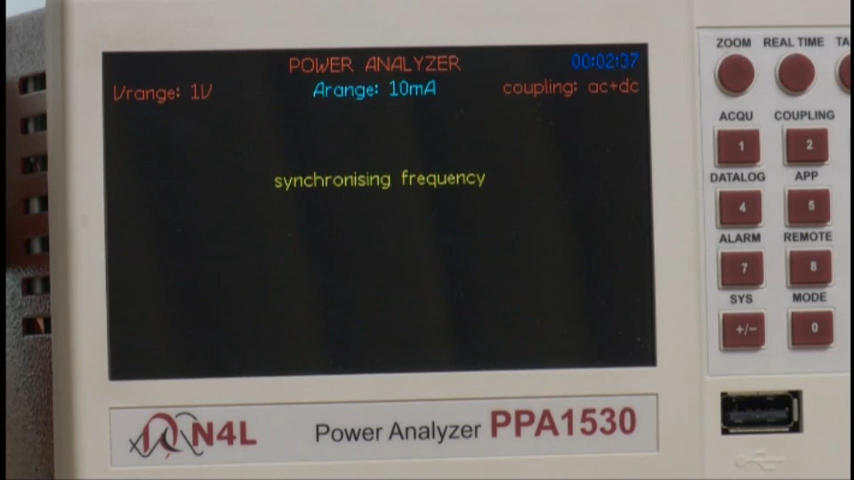 POWER ANALYZER 00:02:37
Vrange: 1V Arange: 10mA coupling: ac+dc
synchronising frequency
N4L Power Analyzer PPA1530
ZOOM REAL TIME TA
ACQU COUPLING
1 2
DATALOG APP
4 5
ALARM REMOTE
7 8
SYS MODE
+/− 0